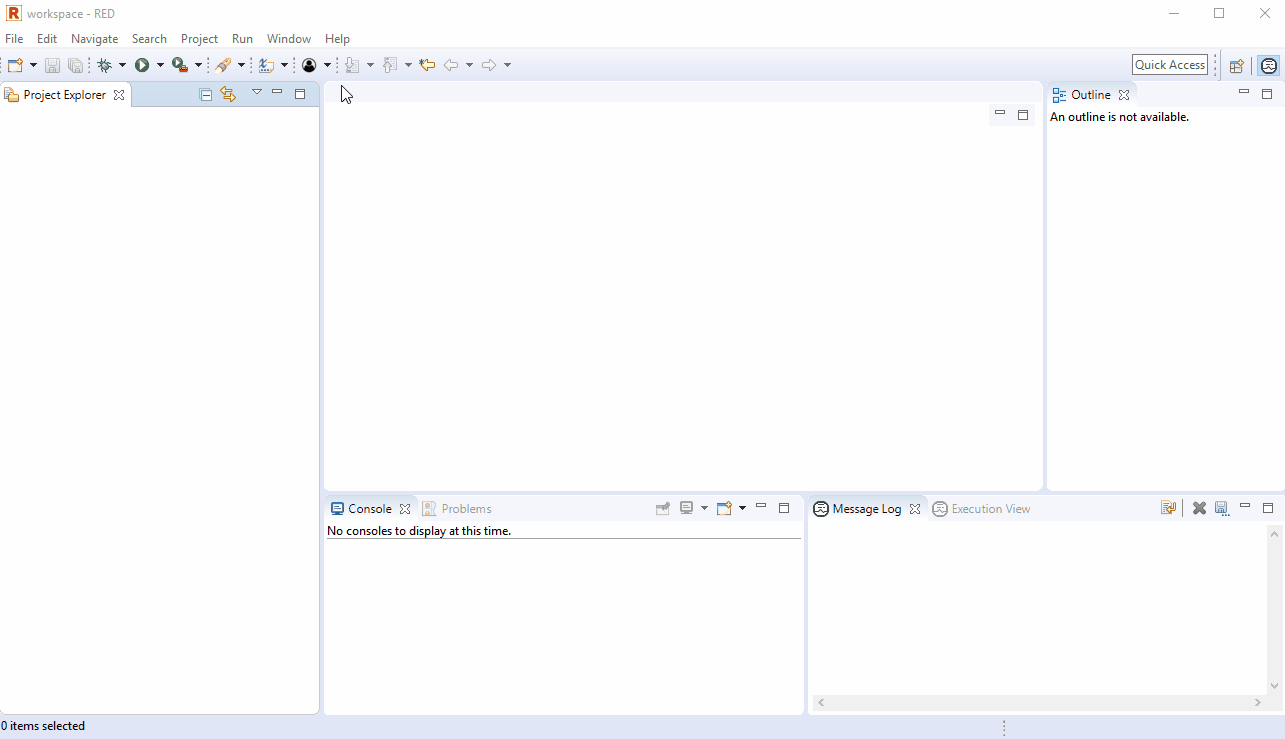 R workspace - RED
File Edit Navigate Search Project Run Window Help
Quick Access
Project Explorer
Outline
An outline is not available.
Console Problems
No consoles to display at this time.
Message Log Execution View
0 items selected